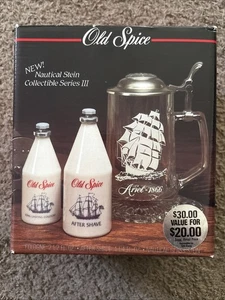 Old Spice
NEW!
Nautical Stein
Collectible Series III
Old Spice
Old Spice
AFTER SHAVE
Ariel-1866
$30.00
VALUE FOR
$20.00